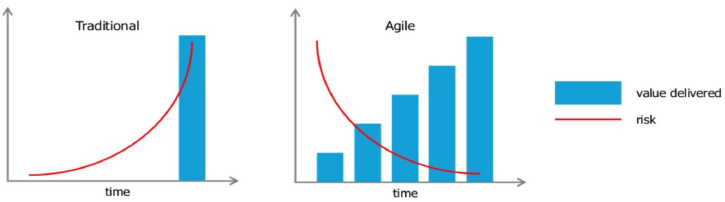 Traditional
time
Agile
time
value delivered
risk